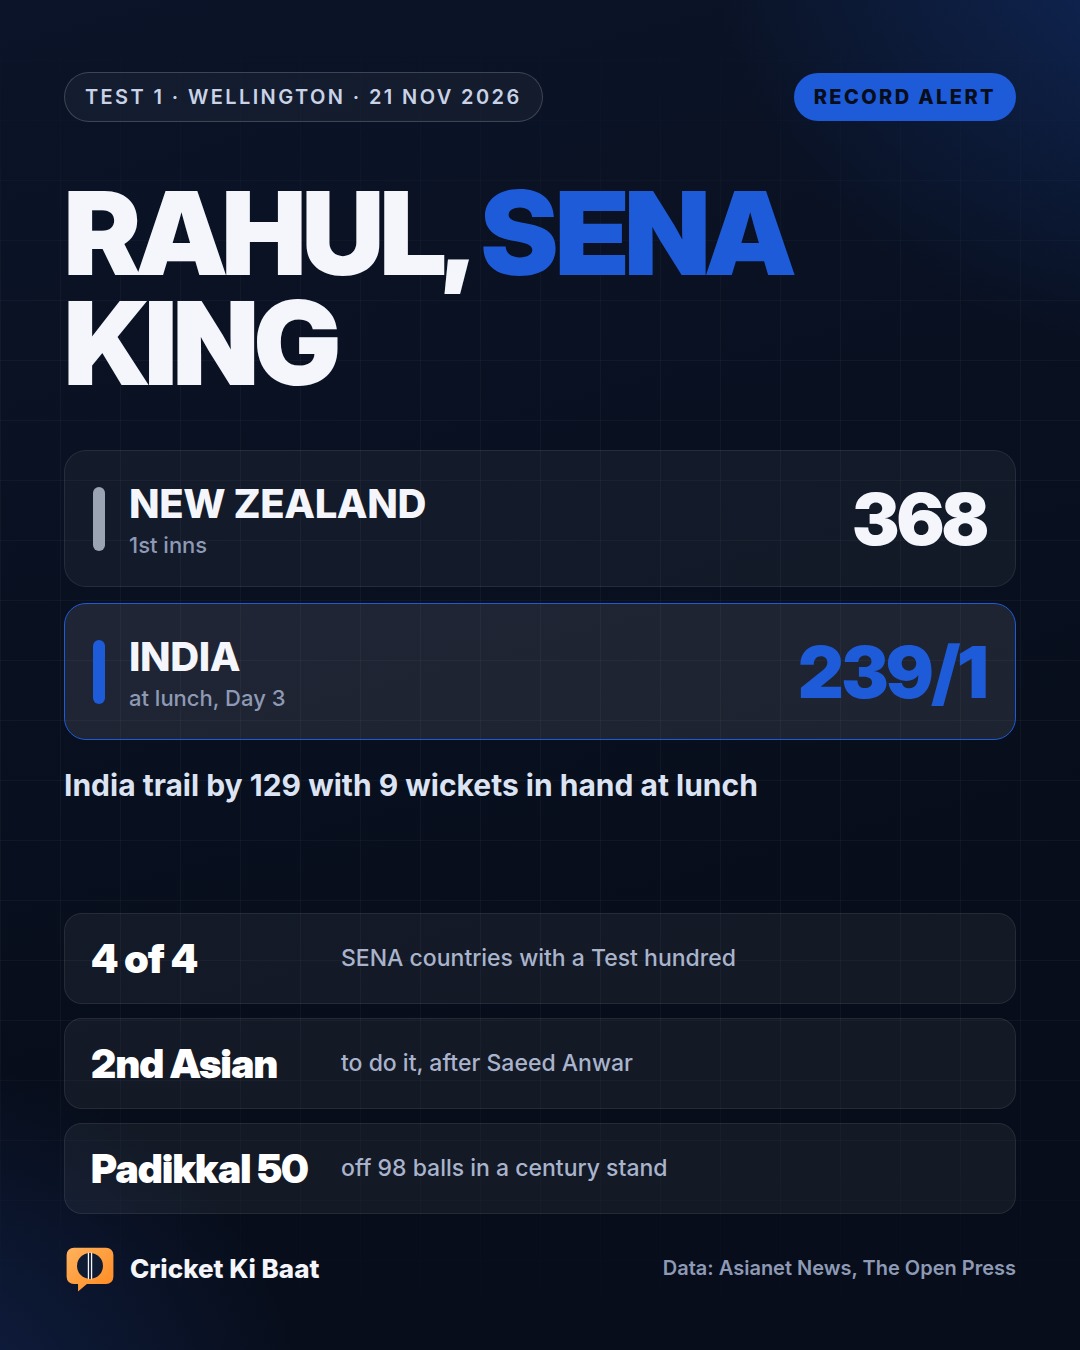 TEST 1 · WELLINGTON · 21 NOV 2026
RECORD ALERT
RAHUL, SENA
KING
NEW ZEALAND
1st inns
368
INDIA
at lunch, Day 3
239/1
India trail by 129 with 9 wickets in hand at lunch
4 of 4
SENA countries with a Test hundred
2nd Asian
to do it, after Saeed Anwar
Padikkal 50
off 98 balls in a century stand
Cricket Ki Baat
Data: Asianet News, The Open Press